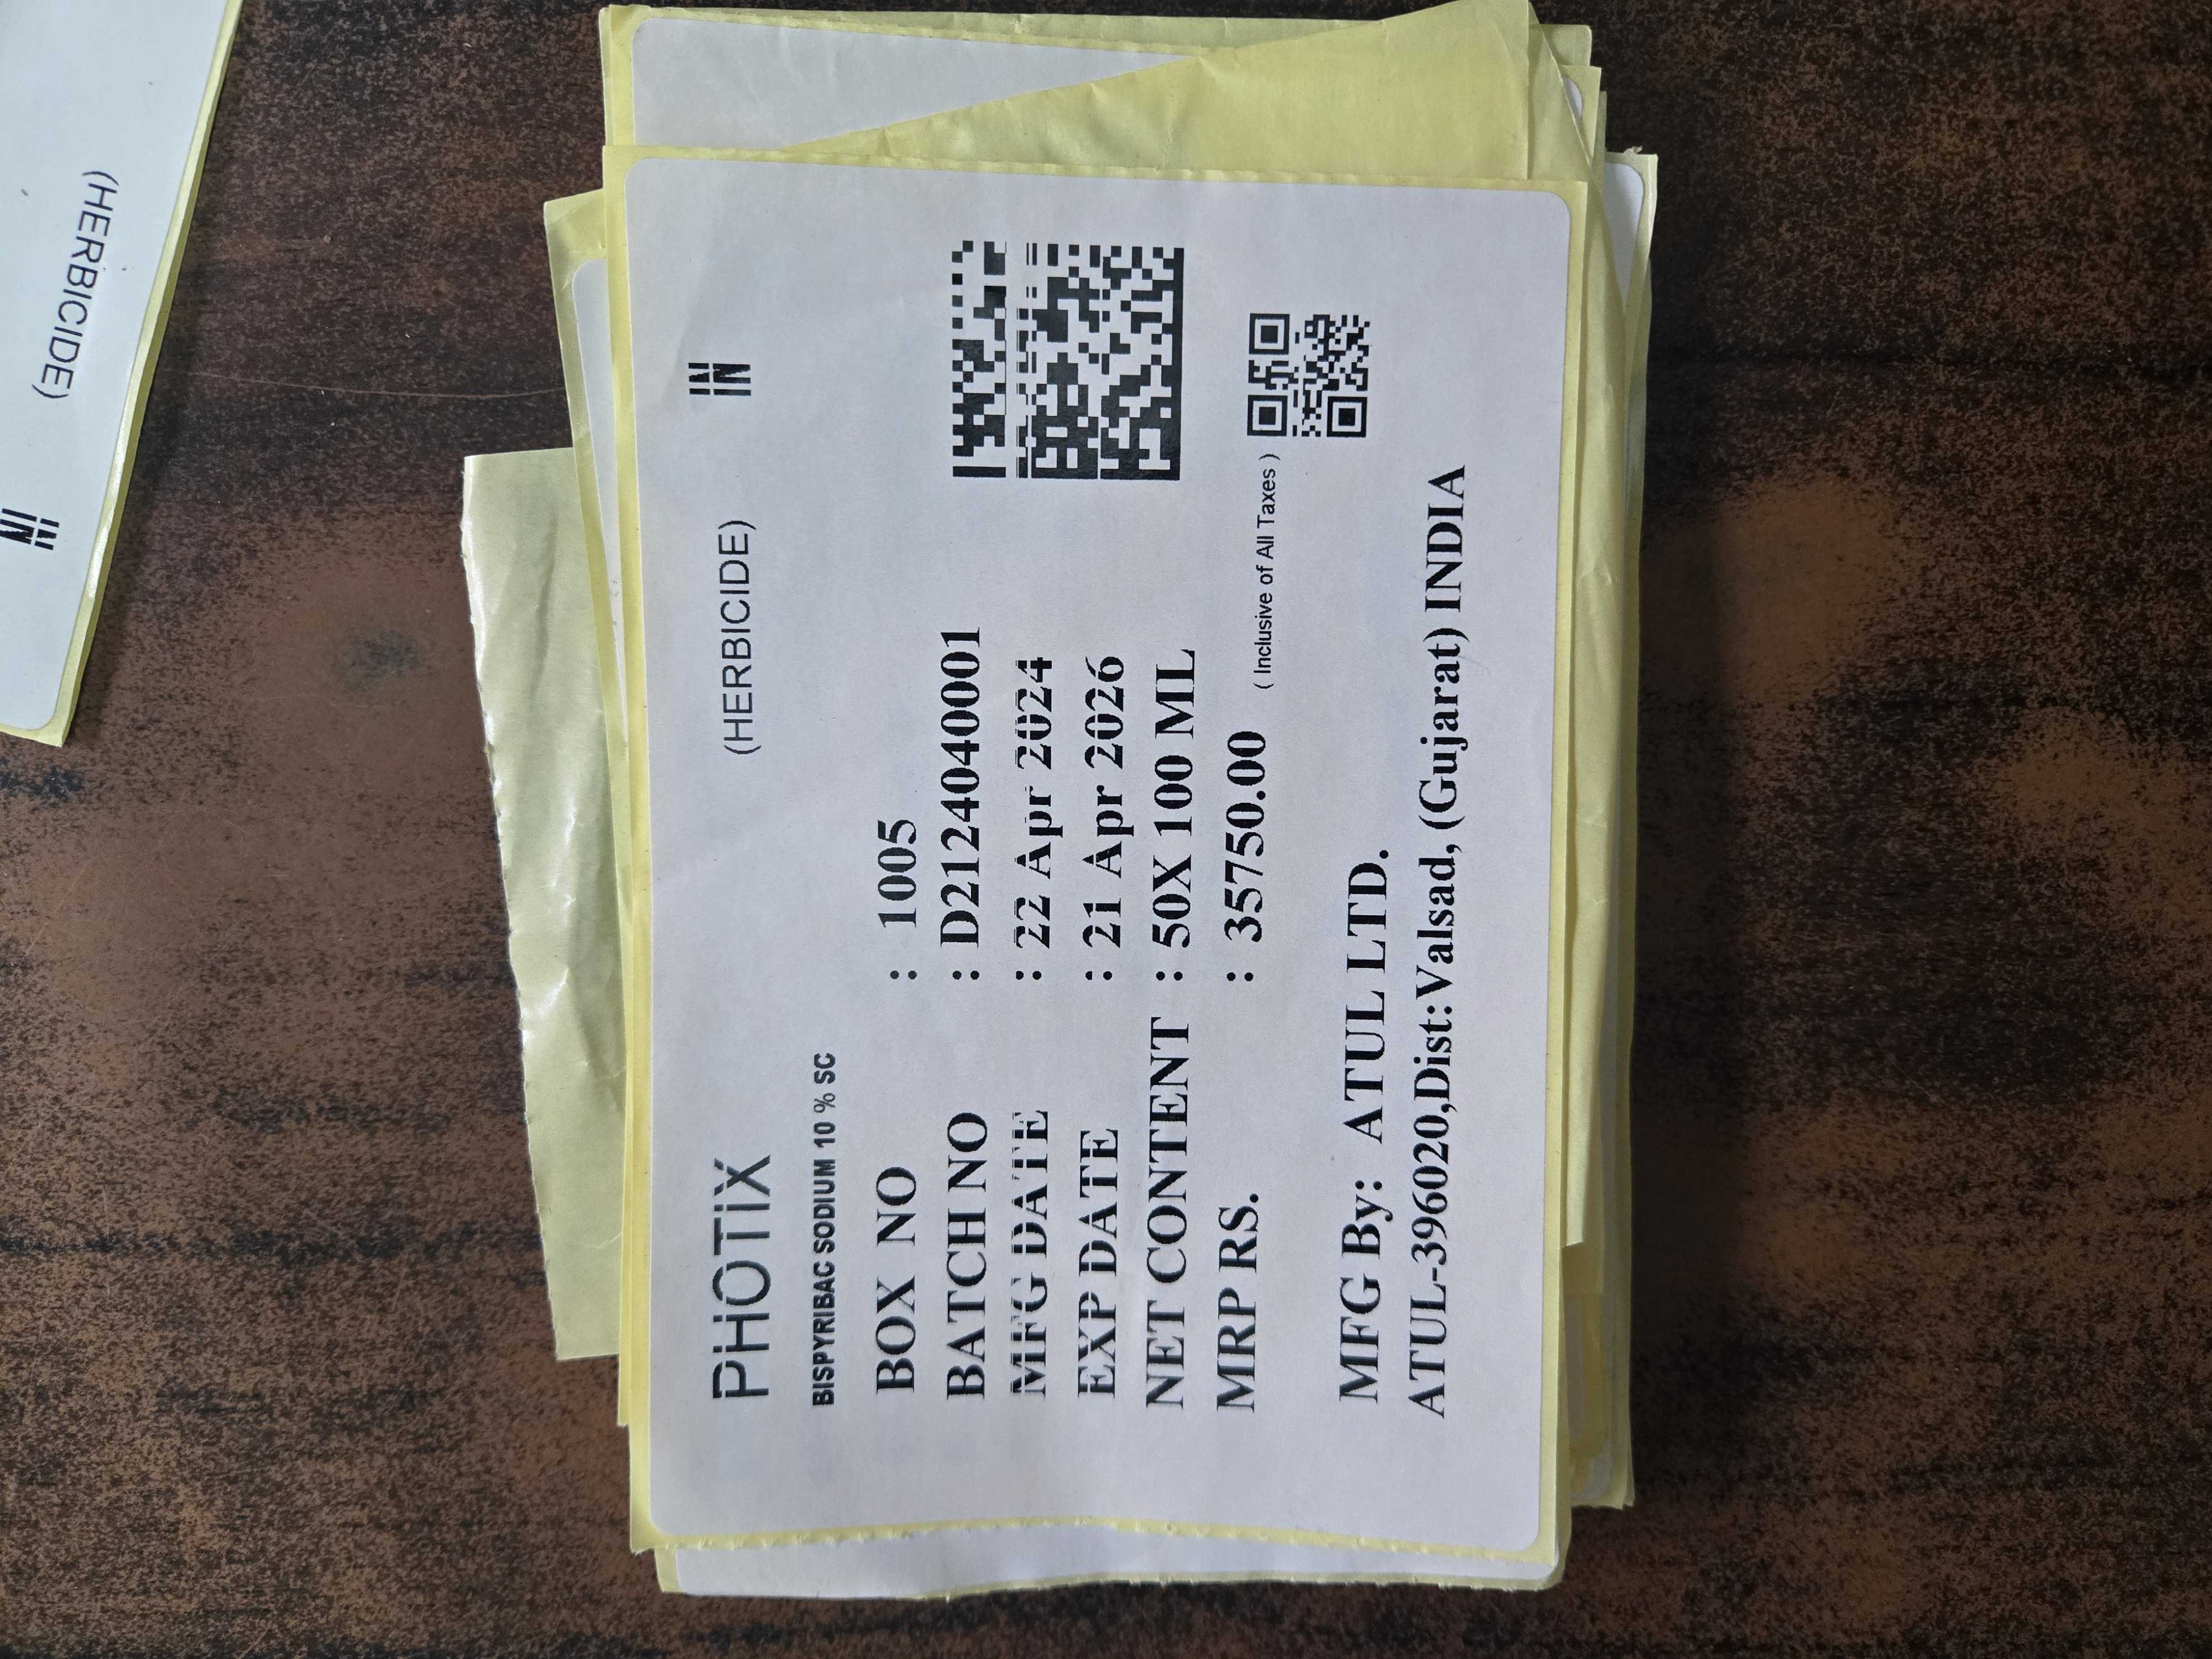 PHOTiX (HERBICIDE) IN
BISPYRIBAC SODIUM 10 % SC
BOX NO : 1005
BATCH NO : D2124040001
MFG DATE : 22 Apr 2024
EXP DATE : 21 Apr 2026
NET CONTENT : 50X 100 ML
MRP RS. : 35750.00 ( Inclusive of All Taxes )
MFG By: ATUL LTD.
ATUL-396020,Dist:Valsad, (Gujarat) INDIA
(HERBICIDE) IN